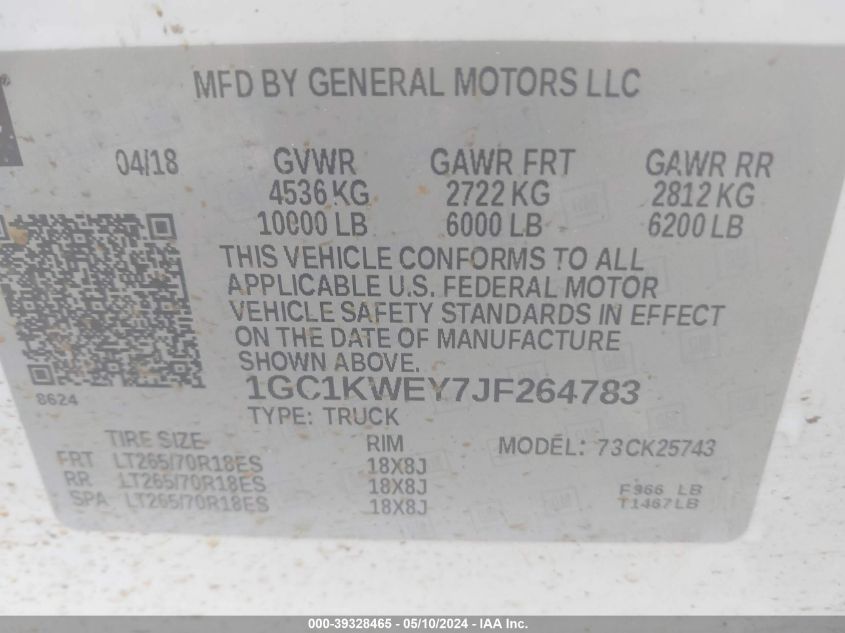 MFD BY GENERAL MOTORS LLC
04/18 GVWR GAWR FRT GAWR RR
4536 KG 2722 KG 2812 KG
10000 LB 6000 LB 6200 LB
THIS VEHICLE CONFORMS TO ALL
APPLICABLE U.S. FEDERAL MOTOR
VEHICLE SAFETY STANDARDS IN EFFECT
ON THE DATE OF MANUFACTURE
SHOWN ABOVE.
1GC1KWEY7JF264783
8624
TYPE: TRUCK
TIRE SIZE RIM MODEL: 73CK25743
FRT LT265/70R18ES 18X8J
RR LT265/70R18ES 18X8J
SPA LT265/70R18ES 18X8J
F966 LB
T1467LB
000-39328465 - 05/10/2024 - IAA Inc.